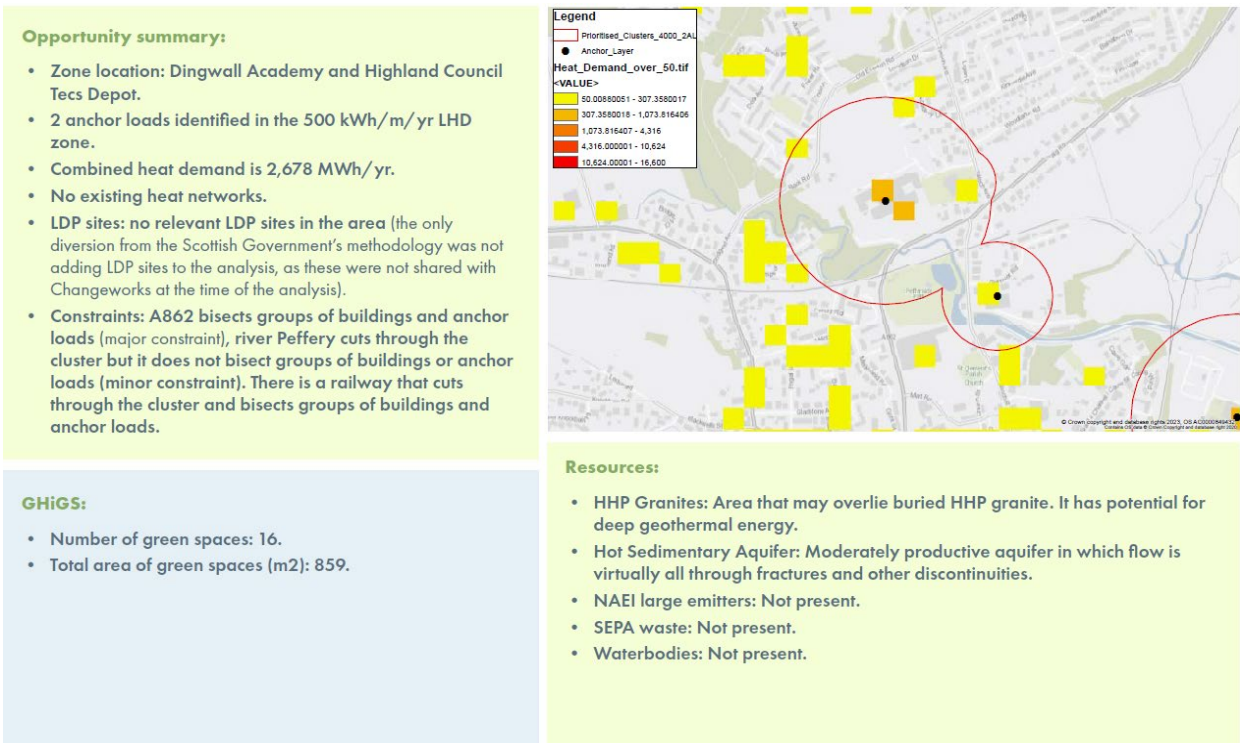 Opportunity summary:
• Zone location: Dingwall Academy and Highland Council
Tecs Depot.
• 2 anchor loads identified in the 500 kWh/m/yr LHD
zone.
• Combined heat demand is 2,678 MWh/yr.
• No existing heat networks.
• LDP sites: no relevant LDP sites in the area (the only
diversion from the Scottish Government's methodology was not
adding LDP sites to the analysis, as these were not shared with
Changeworks at the time of the analysis).
• Constraints: A862 bisects groups of buildings and anchor
loads (major constraint), river Peffery cuts through the
cluster but it does not bisect groups of buildings or anchor
loads (minor constraint). There is a railway that cuts
through the cluster and bisects groups of buildings and
anchor loads.
Legend
Prioritised_Clusters_4000_2AL
Anchor_Layer
Heat_Demand_over_50.tif
<VALUE>
50.00860051 - 307.3580017
307.3580018 - 1,073.816406
1,073.816407 - 4,316
4,316.000001 - 10,624
10,624.00001 - 16,600
Church
GHiGS:
• Number of green spaces: 16.
• Total area of green spaces (m2): 859.
Resources:
• HHP Granites: Area that may overlie buried HHP granite. It has potential for
deep geothermal energy.
• Hot Sedimentary Aquifer: Moderately productive aquifer in which flow is
virtually all through fractures and other discontinuities.
• NAEI large emitters: Not present.
• SEPA waste: Not present.
• Waterbodies: Not present.